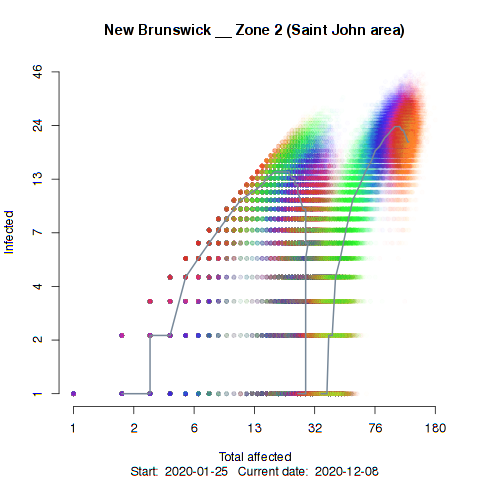 New Brunswick __ Zone 2 (Saint John area)
46
24
13
7
4
2
1
Infected
1 2 6 13 32 76 180
Total affected
Start: 2020-01-25 Current date: 2020-12-08